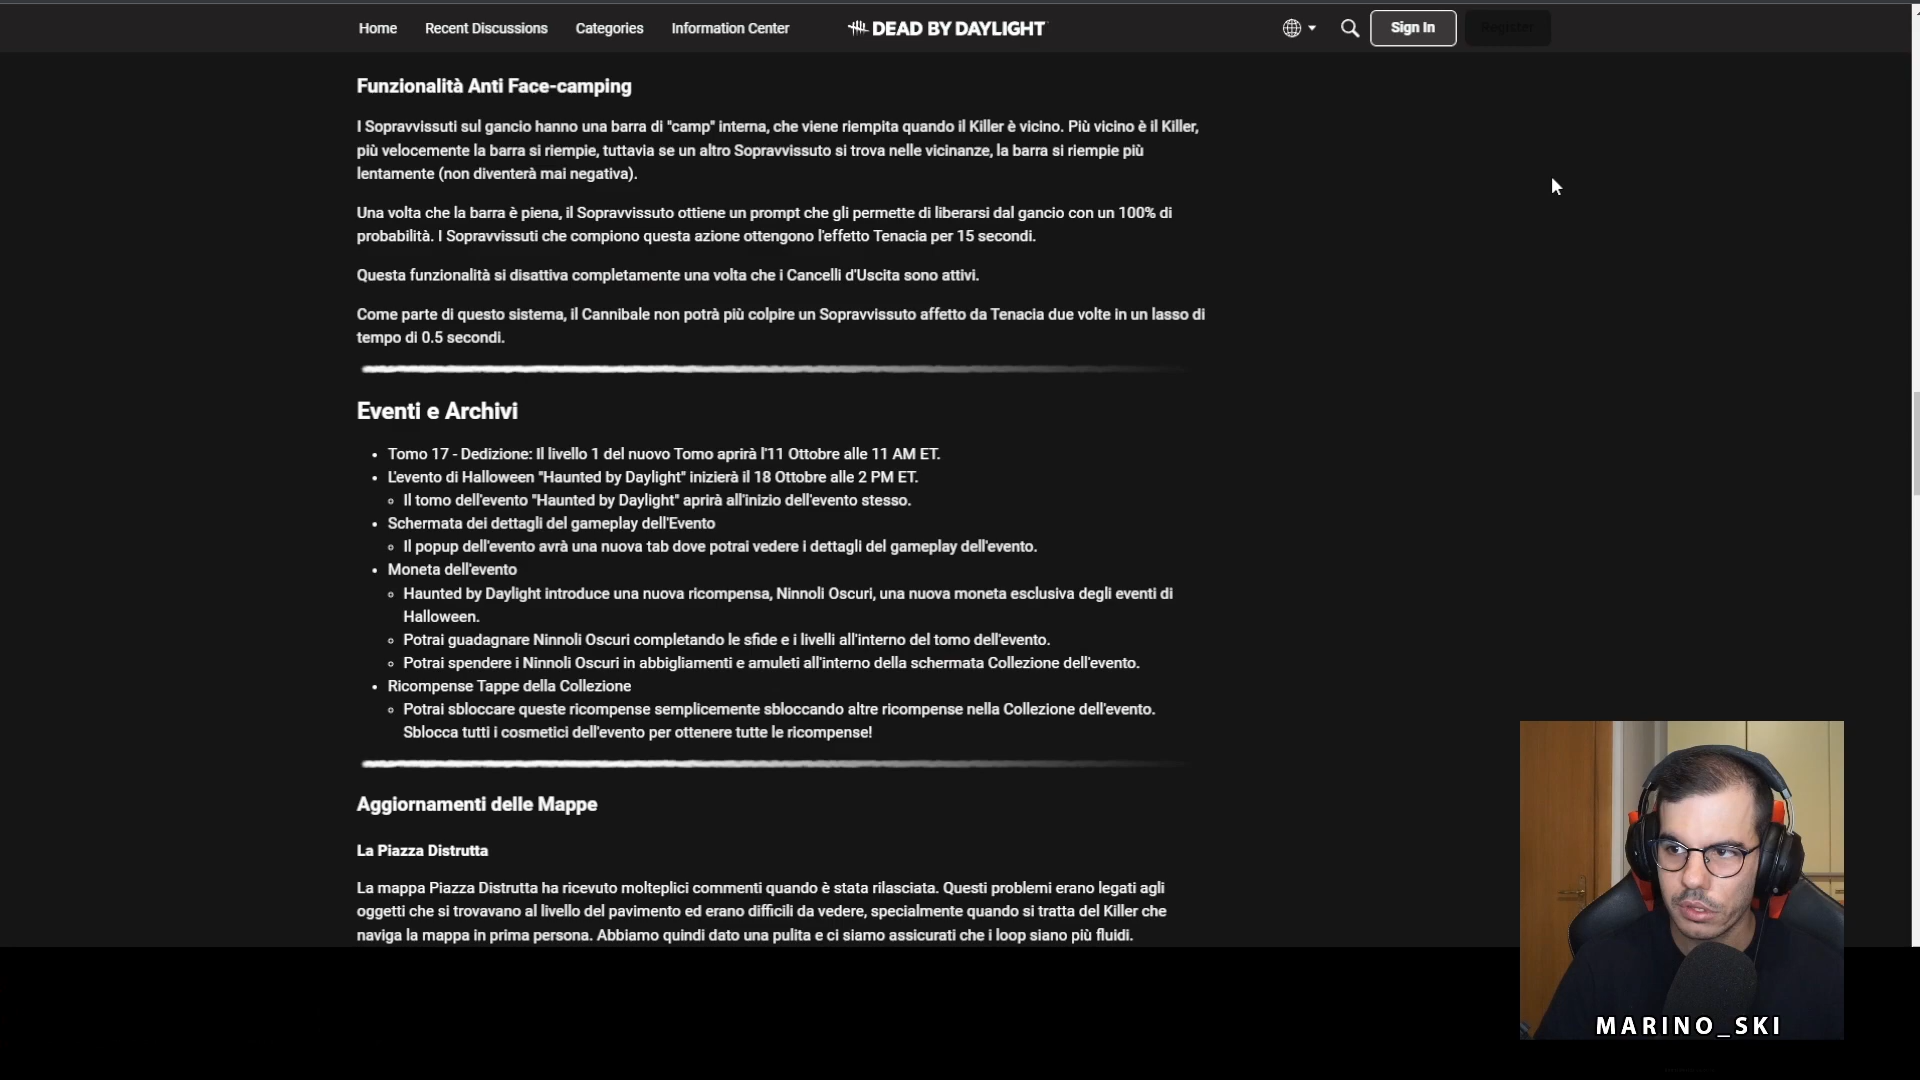 Home Recent Discussions Categories Information Center DEAD BY DAYLIGHT Sign In Register
Funzionalità Anti Face-camping
I Sopravvissuti sul gancio hanno una barra di "camp" interna, che viene riempita quando il Killer è vicino. Più vicino è il Killer,
più velocemente la barra si riempie, tuttavia se un altro Sopravvissuto si trova nelle vicinanze, la barra si riempie più
lentamente (non diventerà mai negativa).
Una volta che la barra è piena, il Sopravvissuto ottiene un prompt che gli permette di liberarsi dal gancio con un 100% di
probabilità. I Sopravvissuti che compiono questa azione ottengono l'effetto Tenacia per 15 secondi.
Questa funzionalità si disattiva completamente una volta che i Cancelli d'Uscita sono attivi.
Come parte di questo sistema, il Cannibale non potrà più colpire un Sopravvissuto affetto da Tenacia due volte in un lasso di
tempo di 0.5 secondi.
Eventi e Archivi
• Tomo 17 - Dedizione: Il livello 1 del nuovo Tomo aprirà l'11 Ottobre alle 11 AM ET.
• L'evento di Halloween "Haunted by Daylight" inizierà il 18 Ottobre alle 2 PM ET.
◦ Il tomo dell'evento "Haunted by Daylight" aprirà all'inizio dell'evento stesso.
• Schermata dei dettagli del gameplay dell'Evento
◦ Il popup dell'evento avrà una nuova tab dove potrai vedere i dettagli del gameplay dell'evento.
• Moneta dell'evento
◦ Haunted by Daylight introduce una nuova ricompensa, Ninnoli Oscuri, una nuova moneta esclusiva degli eventi di
Halloween.
◦ Potrai guadagnare Ninnoli Oscuri completando le sfide e i livelli all'interno del tomo dell'evento.
◦ Potrai spendere i Ninnoli Oscuri in abbigliamenti e amuleti all'interno della schermata Collezione dell'evento.
• Ricompense Tappe della Collezione
◦ Potrai sbloccare queste ricompense semplicemente sbloccando altre ricompense nella Collezione dell'evento.
Sblocca tutti i cosmetici dell'evento per ottenere tutte le ricompense!
Aggiornamenti delle Mappe
La Piazza Distrutta
La mappa Piazza Distrutta ha ricevuto molteplici commenti quando è stata rilasciata. Questi problemi erano legati agli
oggetti che si trovavano al livello del pavimento ed erano difficili da vedere, specialmente quando si tratta del Killer che
naviga la mappa in prima persona. Abbiamo quindi dato una pulita e ci siamo assicurati che i loop siano più fluidi.
MARINO_SKI